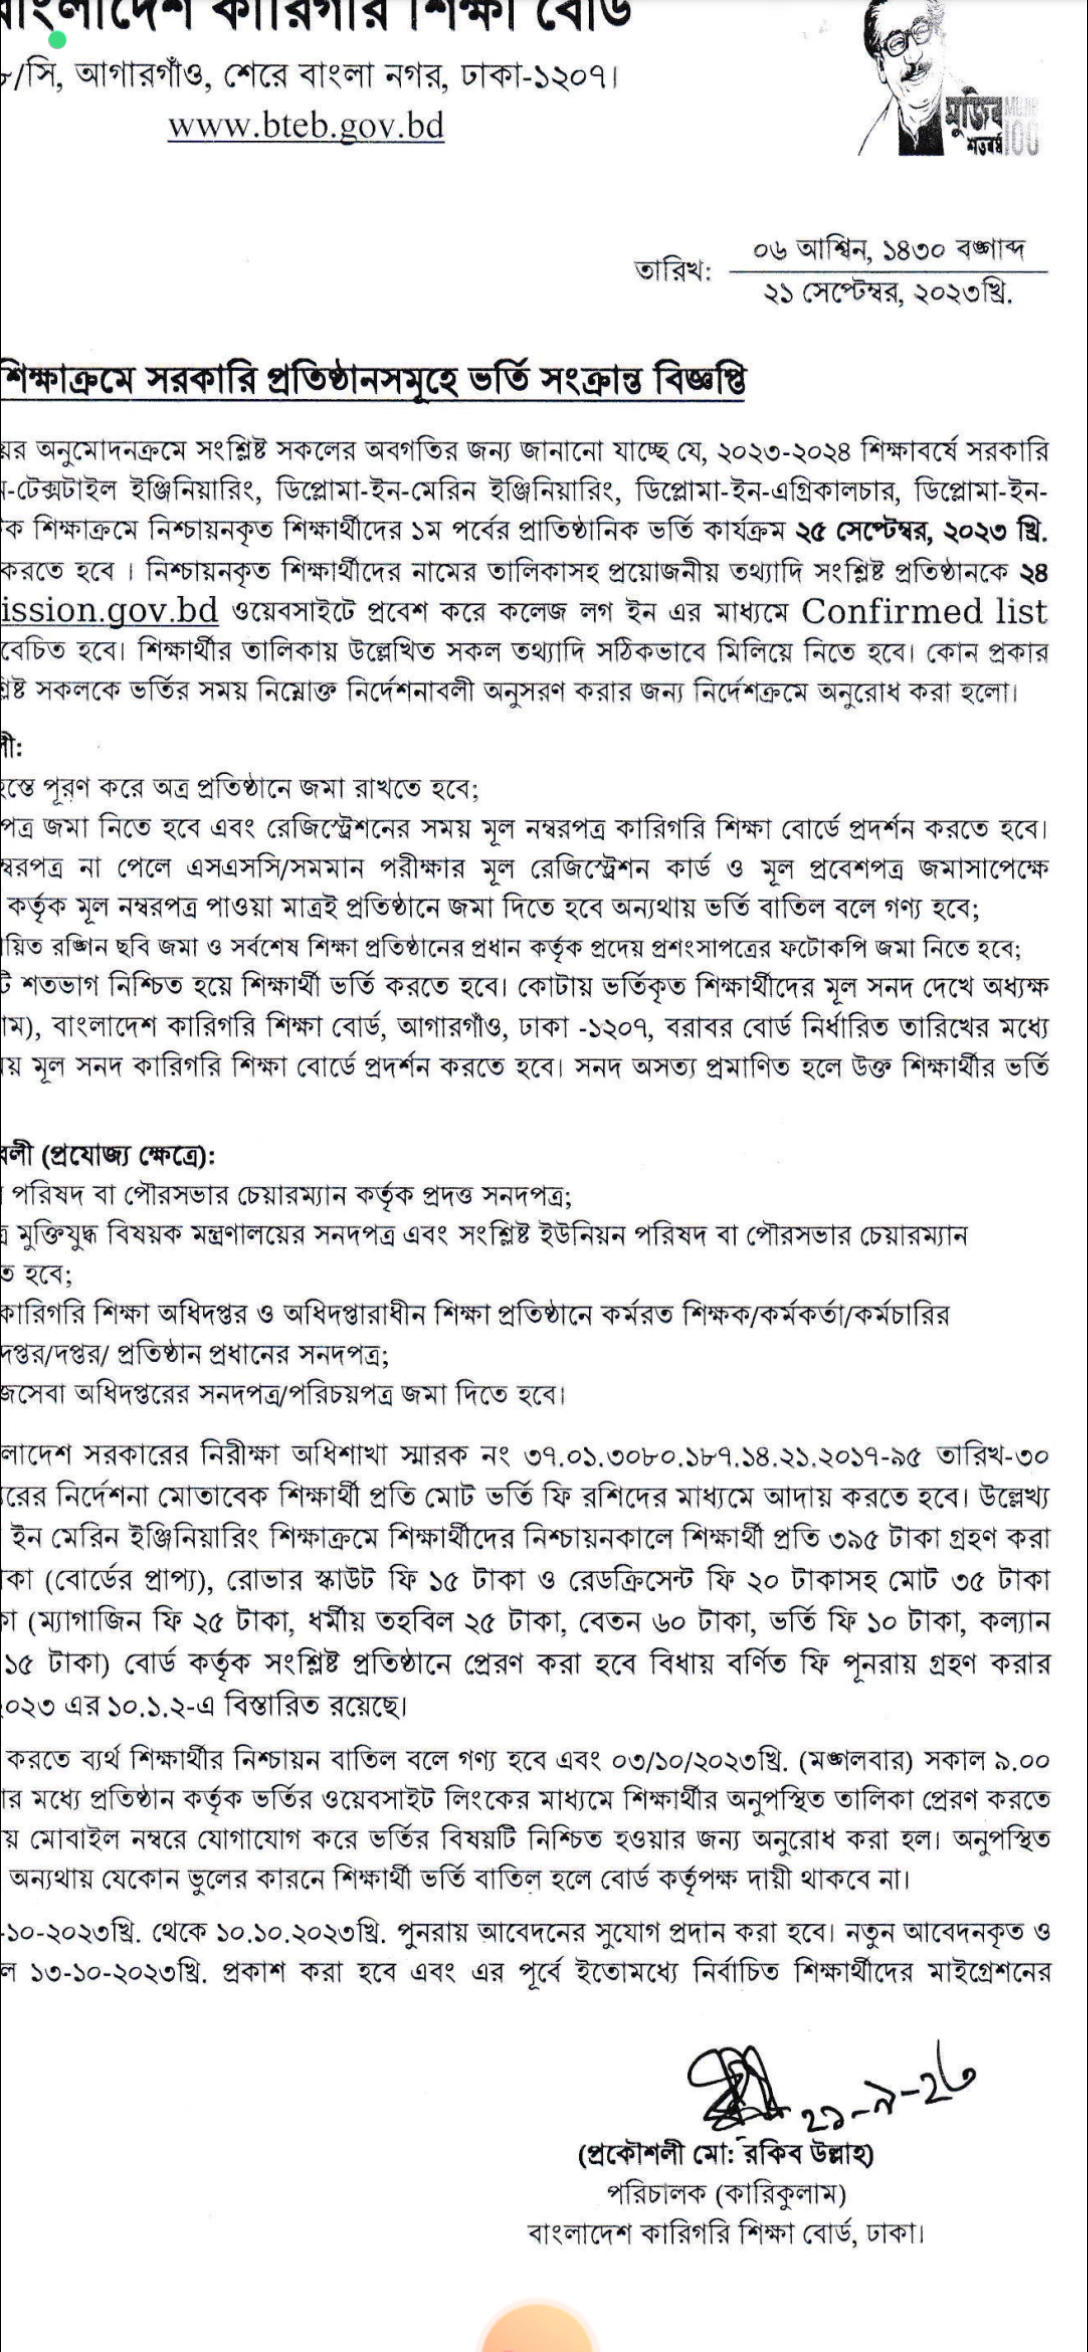 বাংলাদেশ কারিগরি শিক্ষা বোর্ড
৮/সি, আগারগাঁও, শেরে বাংলা নগর, ঢাকা-১২০৭।
www.bteb.gov.bd
মুজিব
শতবর্ষ 100
০৬ আশ্বিন, ১৪৩০ বঙ্গাব্দ
তারিখ:
২১ সেপ্টেম্বর, ২০২৩খ্রি.
শিক্ষাক্রমে সরকারি প্রতিষ্ঠানসমূহে ভর্তি সংক্রান্ত বিজ্ঞপ্তি
অনুমোদনক্রমে সংশ্লিষ্ট সকলের অবগতির জন্য জানানো যাচ্ছে যে, ২০২৩-২০২৪ শিক্ষাবর্ষে সরকারি
-টেক্সটাইল ইঞ্জিনিয়ারিং, ডিপ্লোমা-ইন-মেরিন ইঞ্জিনিয়ারিং, ডিপ্লোমা-ইন-এগ্রিকালচার, ডিপ্লোমা-ইন-
ক শিক্ষাক্রমে নিশ্চায়নকৃত শিক্ষার্থীদের ১ম পর্বের প্রাতিষ্ঠানিক ভর্তি কার্যক্রম ২৫ সেপ্টেম্বর, ২০২৩ খ্রি.
করতে হবে । নিশ্চায়নকৃত শিক্ষার্থীদের নামের তালিকাসহ প্রয়োজনীয় তথ্যাদি সংশ্লিষ্ট প্রতিষ্ঠানকে ২৪
ission.gov.bd ওয়েবসাইটে প্রবেশ করে কলেজ লগ ইন এর মাধ্যমে Confirmed list
বেচিত হবে। শিক্ষার্থীর তালিকায় উল্লেখিত সকল তথ্যাদি সঠিকভাবে মিলিয়ে নিতে হবে। কোন প্রকার
ষ্ট সকলকে ভর্তির সময় নিম্নোক্ত নির্দেশনাবলী অনুসরণ করার জন্য নির্দেশক্রমে অনুরোধ করা হলো।
লী:
হস্তে পূরণ করে অত্র প্রতিষ্ঠানে জমা রাখতে হবে;
পত্র জমা নিতে হবে এবং রেজিস্ট্রেশনের সময় মূল নম্বরপত্র কারিগরি শিক্ষা বোর্ডে প্রদর্শন করতে হবে।
ম্বরপত্র না পেলে এসএসসি/সমমান পরীক্ষার মূল রেজিস্ট্রেশন কার্ড ও মূল প্রবেশপত্র জমাসাপেক্ষে
কর্তৃক মূল নম্বরপত্র পাওয়া মাত্রই প্রতিষ্ঠানে জমা দিতে হবে অন্যথায় ভর্তি বাতিল বলে গণ্য হবে;
য়িত রঙ্গিন ছবি জমা ও সর্বশেষ শিক্ষা প্রতিষ্ঠানের প্রধান কর্তৃক প্রদেয় প্রশংসাপত্রের ফটোকপি জমা নিতে হবে;
টি শতভাগ নিশ্চিত হয়ে শিক্ষার্থী ভর্তি করতে হবে। কোটায় ভর্তিকৃত শিক্ষার্থীদের মূল সনদ দেখে অধ্যক্ষ
াম), বাংলাদেশ কারিগরি শিক্ষা বোর্ড, আগারগাঁও, ঢাকা -১২০৭, বরাবর বোর্ড নির্ধারিত তারিখের মধ্যে
য় মূল সনদ কারিগরি শিক্ষা বোর্ডে প্রদর্শন করতে হবে। সনদ অসত্য প্রমাণিত হলে উক্ত শিক্ষার্থীর ভর্তি
বলী (প্রযোজ্য ক্ষেত্রে):
পরিষদ বা পৌরসভার চেয়ারম্যান কর্তৃক প্রদত্ত সনদপত্র;
মুক্তিযুদ্ধ বিষয়ক মন্ত্রণালয়ের সনদপত্র এবং সংশ্লিষ্ট ইউনিয়ন পরিষদ বা পৌরসভার চেয়ারম্যান
ত হবে;
কারিগরি শিক্ষা অধিদপ্তর ও অধিদপ্তারাধীন শিক্ষা প্রতিষ্ঠানে কর্মরত শিক্ষক/কর্মকর্তা/কর্মচারির
দপ্তর/দপ্তর/ প্রতিষ্ঠান প্রধানের সনদপত্র;
জসেবা অধিদপ্তরের সনদপত্র/পরিচয়পত্র জমা দিতে হবে।
লাদেশ সরকারের নিরীক্ষা অধিশাখা স্মারক নং ৩৭.০১.৩০৮০.১৮৭.১৪.২১.২০১৭-৯৫ তারিখ-৩০
রের নির্দেশনা মোতাবেক শিক্ষার্থী প্রতি মোট ভর্তি ফি রশিদের মাধ্যমে আদায় করতে হবে। উল্লেখ্য
ইন মেরিন ইঞ্জিনিয়ারিং শিক্ষাক্রমে শিক্ষার্থীদের নিশ্চায়নকালে শিক্ষার্থী প্রতি ৩৯৫ টাকা গ্রহণ করা
কা (বোর্ডের প্রাপ্য), রোভার স্কাউট ফি ১৫ টাকা ও রেডক্রিসেন্ট ফি ২০ টাকাসহ মোট ৩৫ টাকা
কা (ম্যাগাজিন ফি ২৫ টাকা, ধর্মীয় তহবিল ২৫ টাকা, বেতন ৬০ টাকা, ভর্তি ফি ১০ টাকা, কল্যান
১৫ টাকা) বোর্ড কর্তৃক সংশ্লিষ্ট প্রতিষ্ঠানে প্রেরণ করা হবে বিধায় বর্ণিত ফি পূনরায় গ্রহণ করার
২০২৩ এর ১০.১.২-এ বিস্তারিত রয়েছে।
করতে ব্যর্থ শিক্ষার্থীর নিশ্চায়ন বাতিল বলে গণ্য হবে এবং ০৩/১০/২০২৩খ্রি. (মঙ্গলবার) সকাল ৯.০০
ার মধ্যে প্রতিষ্ঠান কর্তৃক ভর্তির ওয়েবসাইট লিংকের মাধ্যমে শিক্ষার্থীর অনুপস্থিত তালিকা প্রেরণ করতে
য় মোবাইল নম্বরে যোগাযোগ করে ভর্তির বিষয়টি নিশ্চিত হওয়ার জন্য অনুরোধ করা হল। অনুপস্থিত
অন্যথায় যেকোন ভুলের কারনে শিক্ষার্থী ভর্তি বাতিল হলে বোর্ড কর্তৃপক্ষ দায়ী থাকবে না।
-১০-২০২৩খ্রি. থেকে ১০.১০.২০২৩খ্রি. পুনরায় আবেদনের সুযোগ প্রদান করা হবে। নতুন আবেদনকৃত ও
ল ১৩-১০-২০২৩খ্রি. প্রকাশ করা হবে এবং এর পূর্বে ইতোমধ্যে নির্বাচিত শিক্ষার্থীদের মাইগ্রেশনের
২১-৯-২৩
(প্রকৌশলী মো: রকিব উল্লাহ)
পরিচালক (কারিকুলাম)
বাংলাদেশ কারিগরি শিক্ষা বোর্ড, ঢাকা।